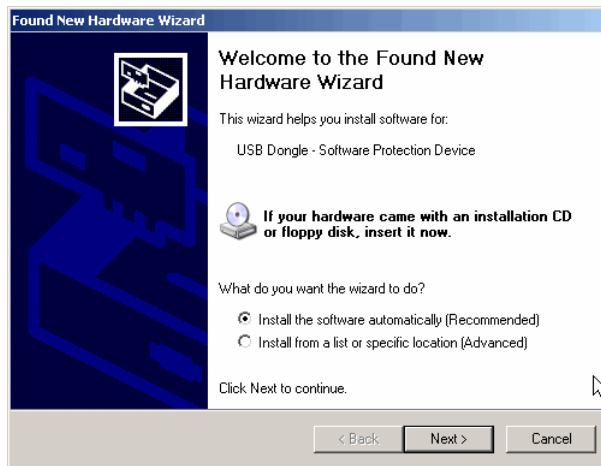 Found New Hardware Wizard
Welcome to the Found New
Hardware Wizard
This wizard helps you install software for:
USB Dongle - Software Protection Device
If your hardware came with an installation CD
or floppy disk, insert it now.
What do you want the wizard to do?
Install the software automatically (Recommended)
Install from a list or specific location (Advanced)
Click Next to continue.
< Back Next > Cancel